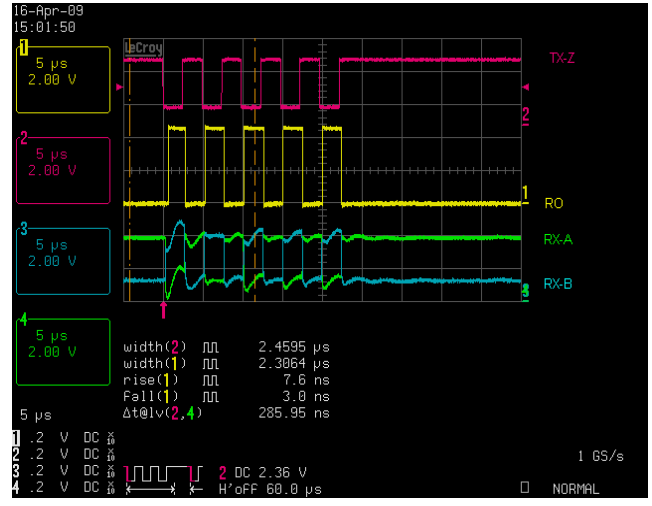 16-Apr-09
15:01:50
LeCroy
1
5 µs
2.00 V
TX-Z
2
2
5 µs
2.00 V
1
RO
3
5 µs
2.00 V
RX-A
RX-B
3
4
5 µs
2.00 V
width(2) 2.4595 µs
width(1) 2.3064 µs
rise(1) 7.6 ns
fall(1) 3.0 ns
Δt@lv(2,4) 285.95 ns
5 µs
1 .2 V DC x10
2 .2 V DC x10
3 .2 V DC x10
4 .2 V DC x10
2 DC 2.36 V
H'oFF 60.0 µs
1 GS/s
NORMAL